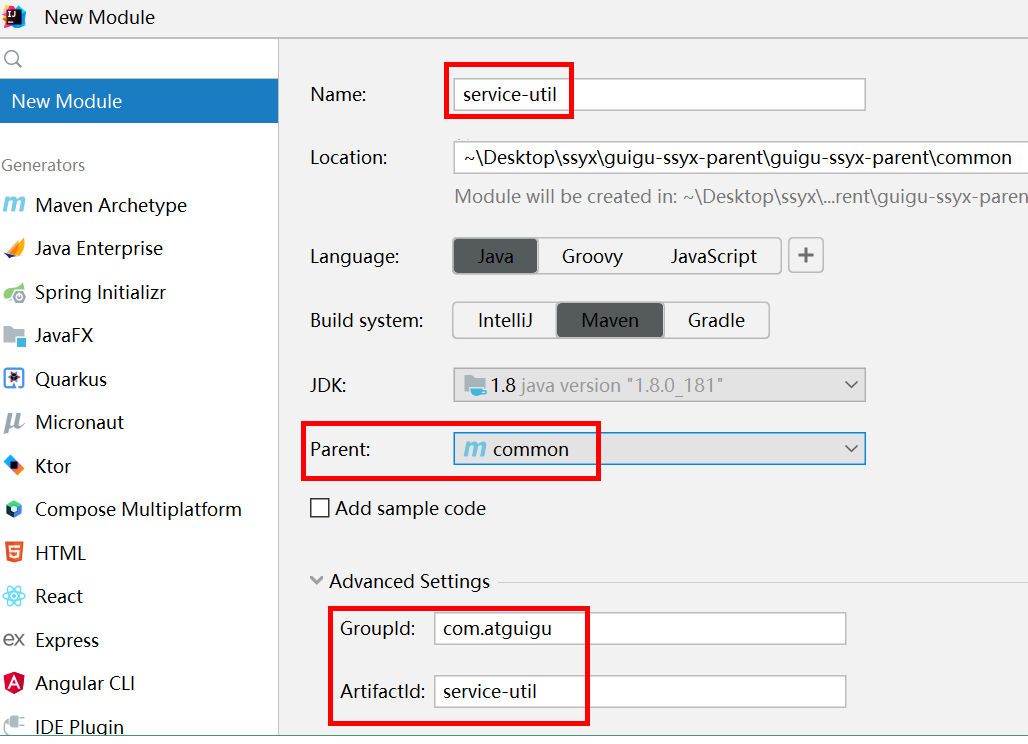 New Module
New Module
Generators
Maven Archetype
Java Enterprise
Spring Initializr
JavaFX
Quarkus
Micronaut
Ktor
Compose Multiplatform
HTML
React
Express
Angular CLI
IDE Plugin
Name: service-util
Location: ~\Desktop\ssyx\guigu-ssyx-parent\guigu-ssyx-parent\common
Module will be created in: ~\Desktop\ssyx\...rent\guigu-ssyx-paren
Language: Java Groovy JavaScript +
Build system: IntelliJ Maven Gradle
JDK: 1.8 java version "1.8.0_181"
Parent: m common
Add sample code
Advanced Settings
GroupId: com.atguigu
ArtifactId: service-util